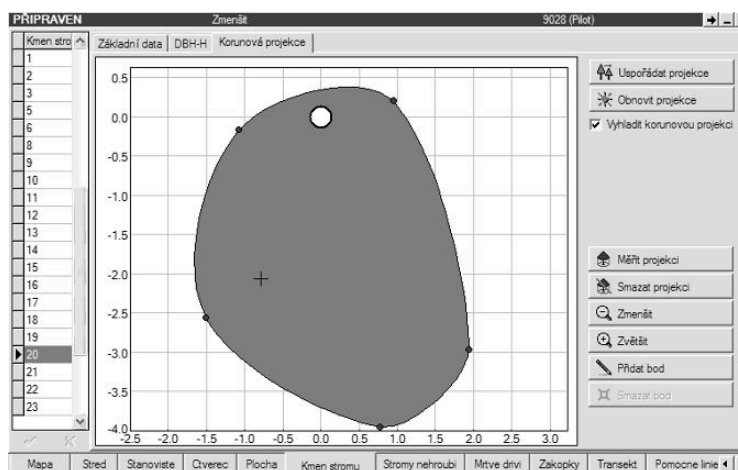 PŘIPRAVEN Zmenšit 9028 (Pilot)
Kmen stro
Základní data DBH-H Korunová projekce
1
2
3
5
6
8
9
10
11
12
13
14
15
16
17
18
19
20
21
22
23
0.5
0.0
-0.5
-1.0
-1.5
-2.0
-2.5
-3.0
-3.5
-4.0
-2.5 -2.0 -1.5 -1.0 -0.5 0.0 0.5 1.0 1.5 2.0 2.5 3.0
Uspořádat projekce
Obnovit projekce
Vyhladit korunovou projekci
Měřit projekci
Smazat projekci
Zmenšit
Zvětšit
Přidat bod
Smazat bod
Mapa Stred Stanoviste Ctverec Plocha Kmen stromu Stromy nehroubi Mrtve drivi Zakopky Transekt Pomocne linie